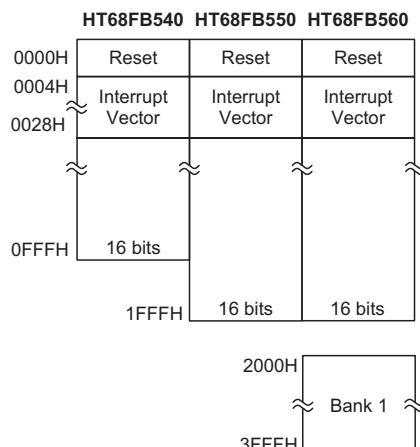 HT68FB540 HT68FB550 HT68FB560
0000H Reset Reset Reset
0004H
Interrupt Interrupt Interrupt
Vector Vector Vector
0028H
0FFFH 16 bits
1FFFH 16 bits 16 bits
2000H
Bank 1
3FFFH